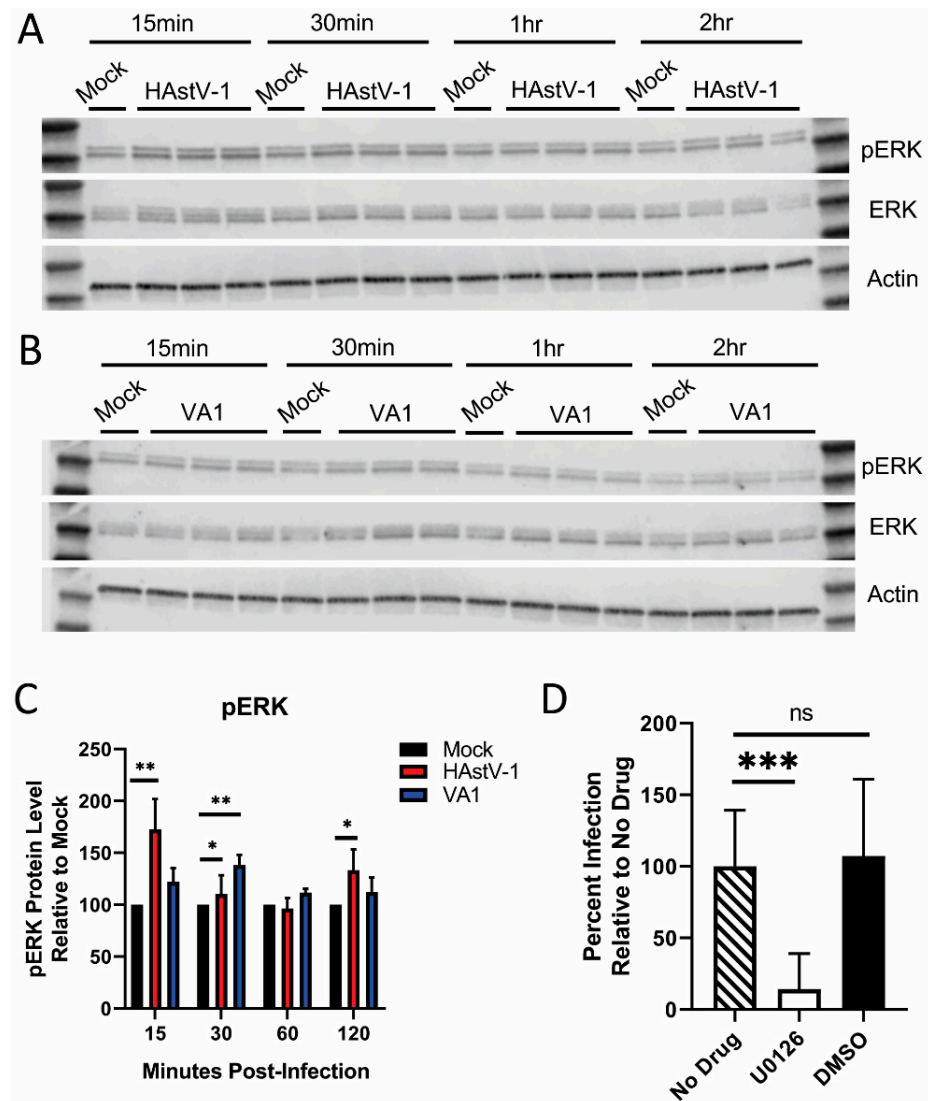 A
15min 30min 1hr 2hr
Mock HAstV-1 Mock HAstV-1 Mock HAstV-1 Mock HAstV-1
pERK
ERK
Actin
B
15min 30min 1hr 2hr
Mock VA1 Mock VA1 Mock VA1 Mock VA1
pERK
ERK
Actin
C
pERK
pERK Protein Level
Relative to Mock
250
200
150
100
50
0
** ** * *
15 30 60 120
Minutes Post-Infection
Mock
HAstV-1
VA1
D
Percent Infection
Relative to No Drug
200
150
100
50
0
ns
***
No Drug U0126 DMSO